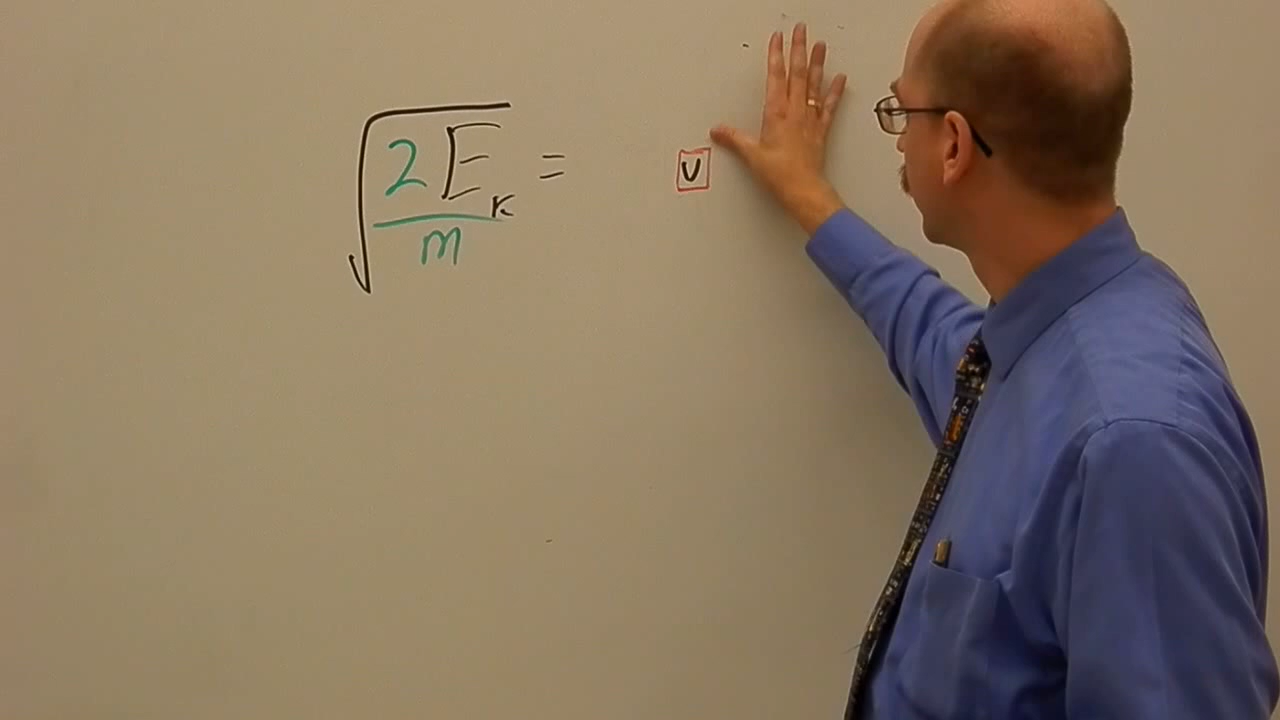 √(2E_k/m) = v